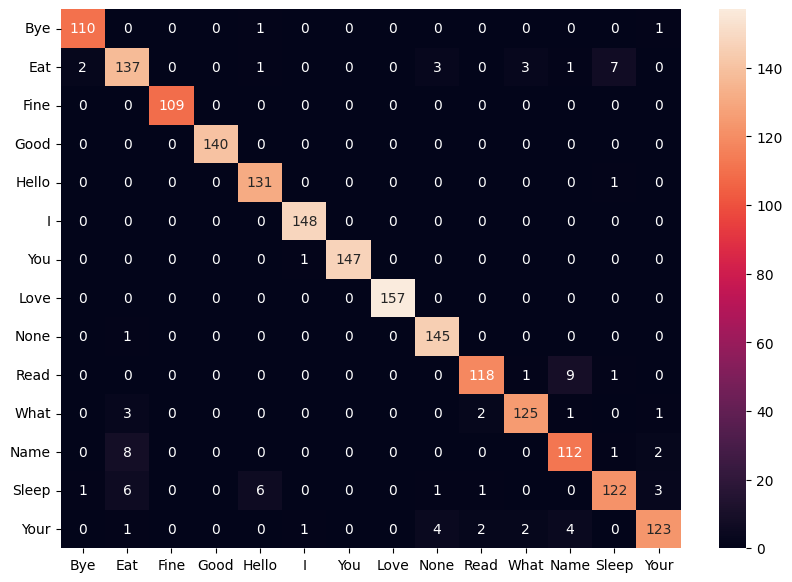 Bye 110 0 0 0 1 0 0 0 0 0 0 0 0 1
Eat 2 137 0 0 1 0 0 0 3 0 3 1 7 0
Fine 0 0 109 0 0 0 0 0 0 0 0 0 0 0
Good 0 0 0 140 0 0 0 0 0 0 0 0 0 0
Hello 0 0 0 0 131 0 0 0 0 0 0 0 1 0
I 0 0 0 0 0 148 0 0 0 0 0 0 0 0
You 0 0 0 0 0 1 147 0 0 0 0 0 0 0
Love 0 0 0 0 0 0 0 157 0 0 0 0 0 0
None 0 1 0 0 0 0 0 0 145 0 0 0 0 0
Read 0 0 0 0 0 0 0 0 0 118 1 9 1 0
What 0 3 0 0 0 0 0 0 0 2 125 1 0 1
Name 0 8 0 0 0 0 0 0 0 0 0 112 1 2
Sleep 1 6 0 0 6 0 0 0 1 1 0 0 122 3
Your 0 1 0 0 0 1 0 0 4 2 2 4 0 123
Bye Eat Fine Good Hello I You Love None Read What Name Sleep Your
140
120
100
80
60
40
20
0